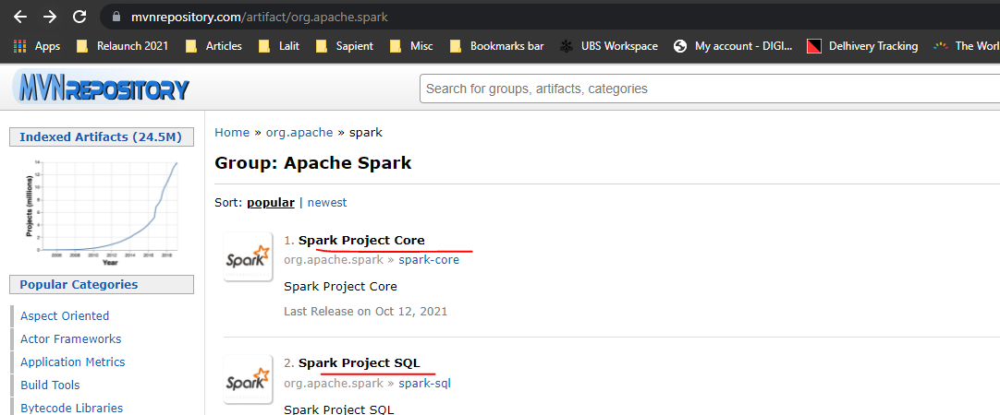 mvnrepository.com/artifact/org.apache.spark
Apps Relaunch 2021 Articles Lalit Sapient Misc Bookmarks bar UBS Workspace My account - DIGI... Delhivery Tracking The Worl
MVNREPOSITORY
Search for groups, artifacts, categories
Indexed Artifacts (24.5M)
Projects (millions)
14
12
10
8
6
4
2
0
2006 2008 2010 2012 2014 2016 2018
Year
Popular Categories
Aspect Oriented
Actor Frameworks
Application Metrics
Build Tools
Bytecode Libraries
Home » org.apache » spark
Group: Apache Spark
Sort: popular | newest
Spark
1. Spark Project Core
org.apache.spark » spark-core
Spark Project Core
Last Release on Oct 12, 2021
Spark
2. Spark Project SQL
org.apache.spark » spark-sql
Spark Project SQL